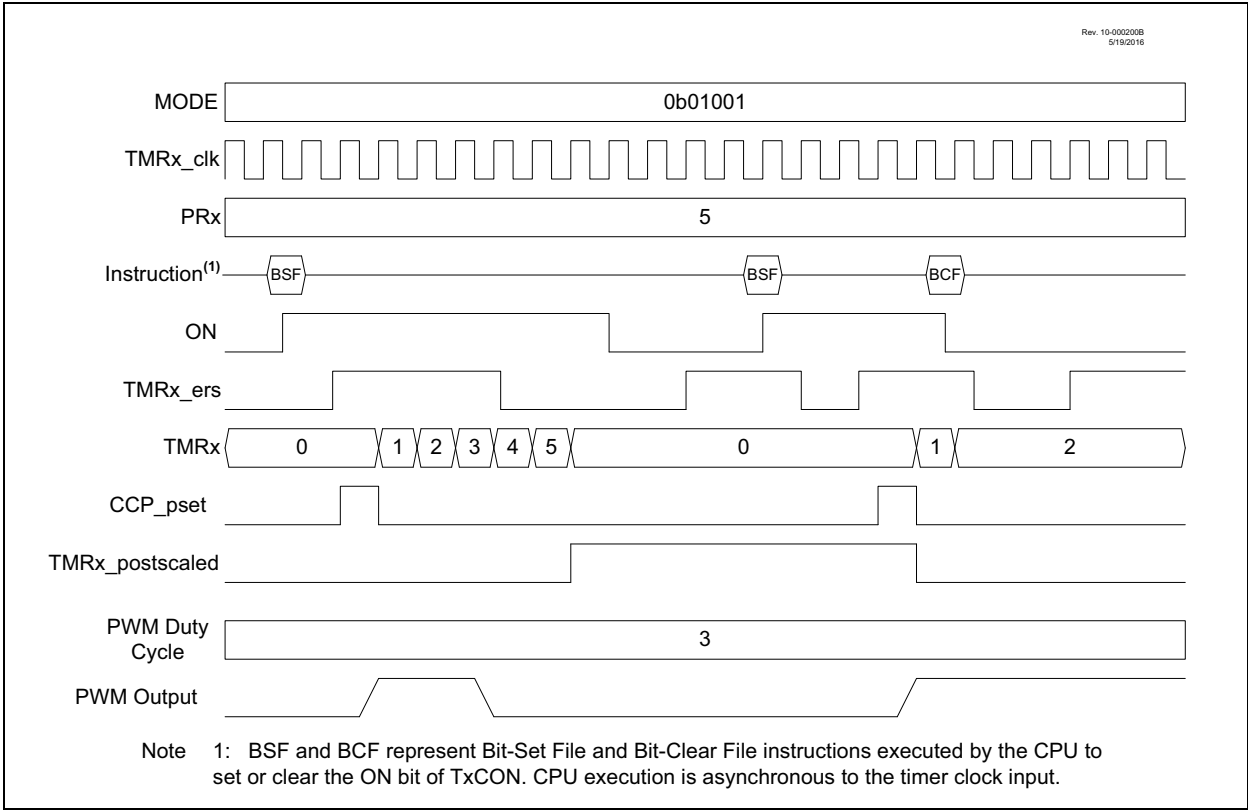 Rev. 10-000200B
5/19/2016
MODE 0b01001
TMRx_clk
PRx 5
Instruction(1) BSF BSF BCF
ON
TMRx_ers
TMRx 0 1 2 3 4 5 0 1 2
CCP_pset
TMRx_postscaled
PWM Duty
Cycle 3
PWM Output
Note 1: BSF and BCF represent Bit-Set File and Bit-Clear File instructions executed by the CPU to
set or clear the ON bit of TxCON. CPU execution is asynchronous to the timer clock input.